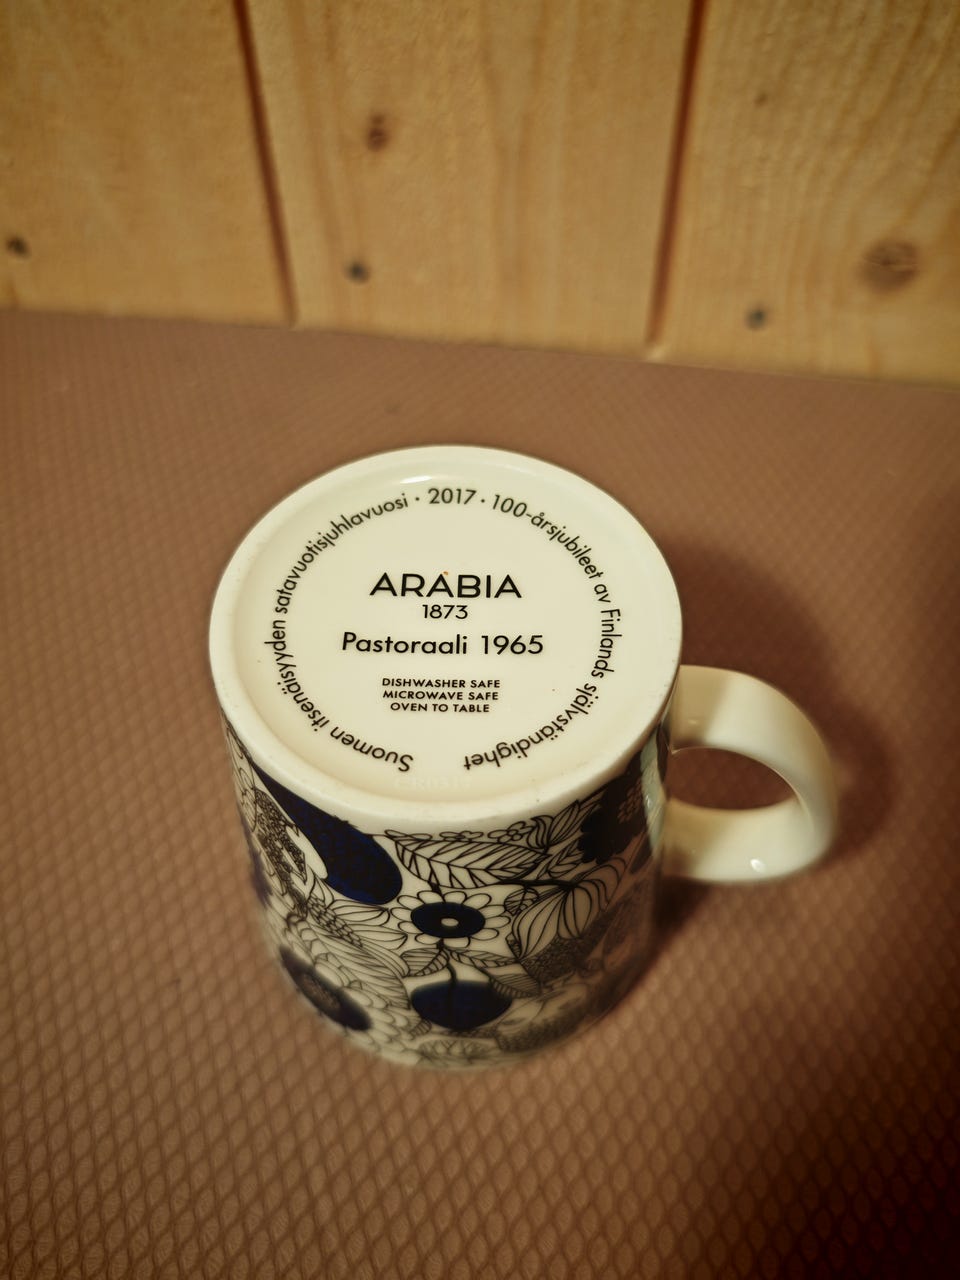 Suomen itsenäisyyden satavuotisjuhlavuosi · 2017 · 100-årsjubileet av Finlands självständighet
ARABIA
1873
Pastoraali 1965
DISHWASHER SAFE
MICROWAVE SAFE
OVEN TO TABLE